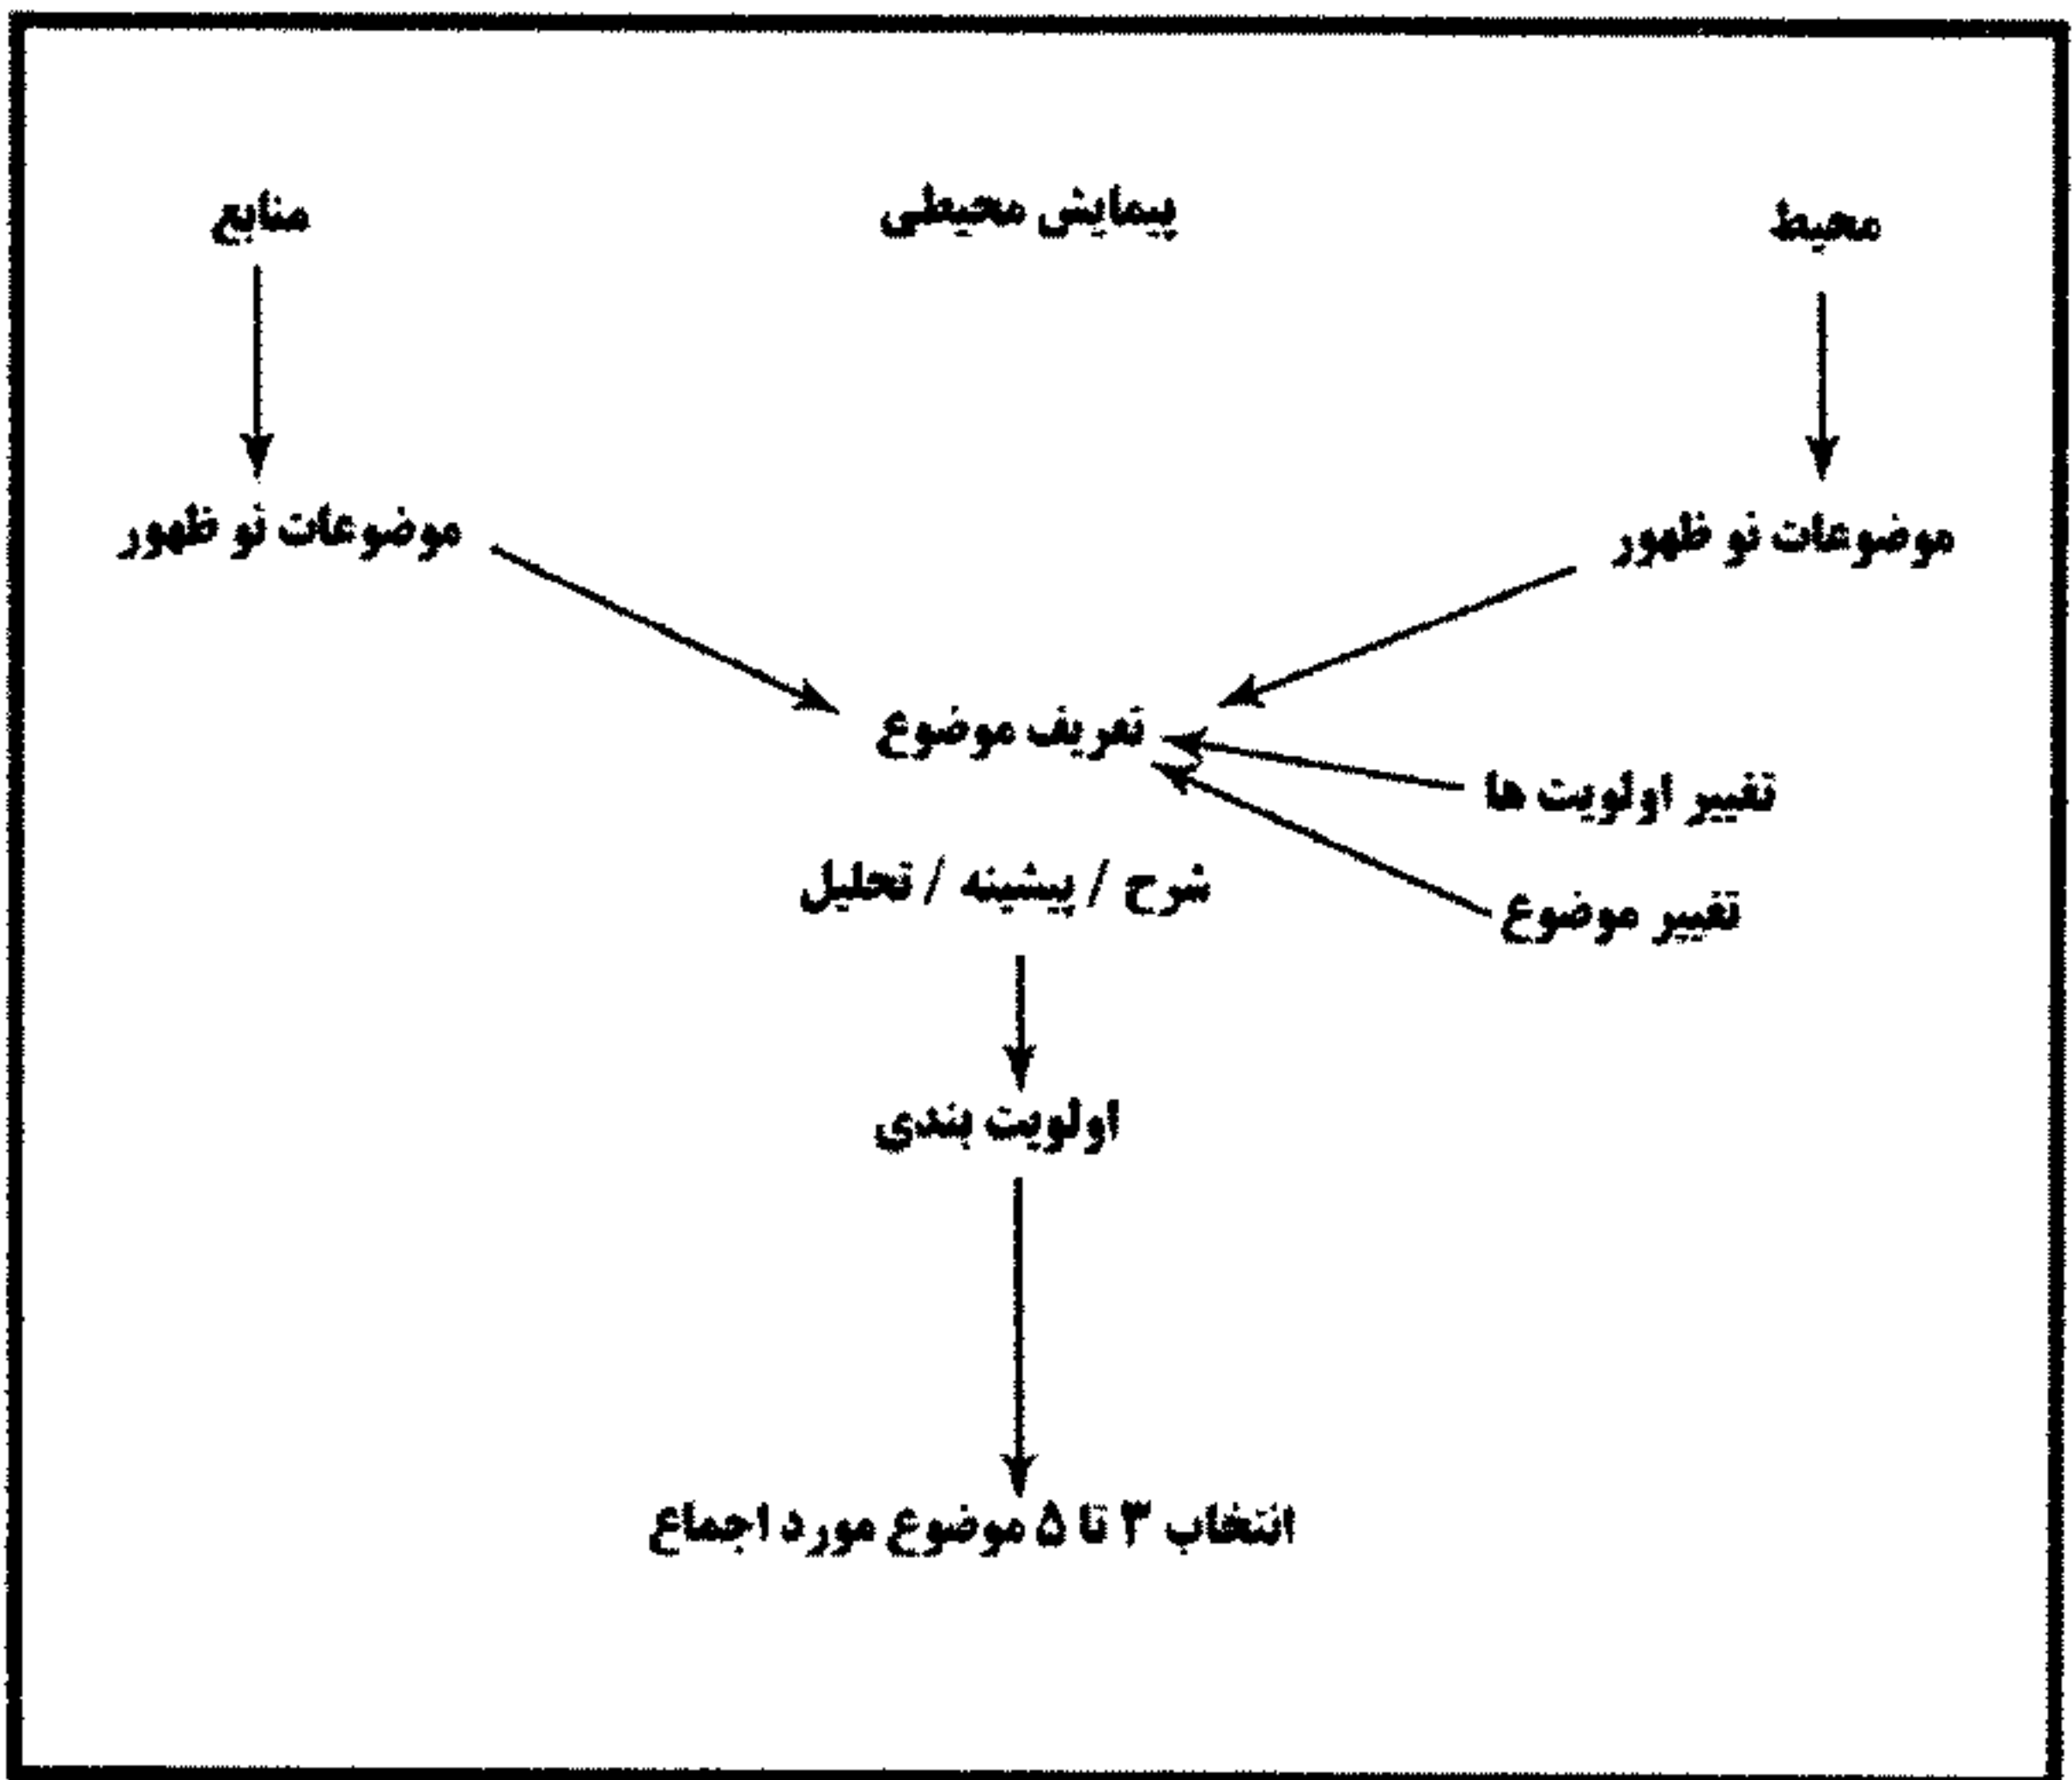 محیط
پیمایش محیطی
منابع
موضوعات نو ظهور
موضوعات نو ظهور
تعریف موضوع
تغییر اولویت ها
شرح / پیشینه / تحلیل
تغییر موضوع
اولویت بندی
انتخاب ۳ تا ۵ موضوع مورد اجماع